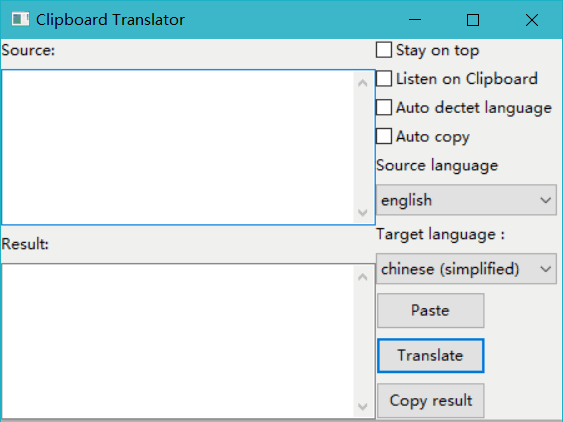 Clipboard Translator
Source:
Stay on top
Listen on Clipboard
Auto dectet language
Auto copy
Source language
english
Result:
Target language :
chinese (simplified)
Paste
Translate
Copy result